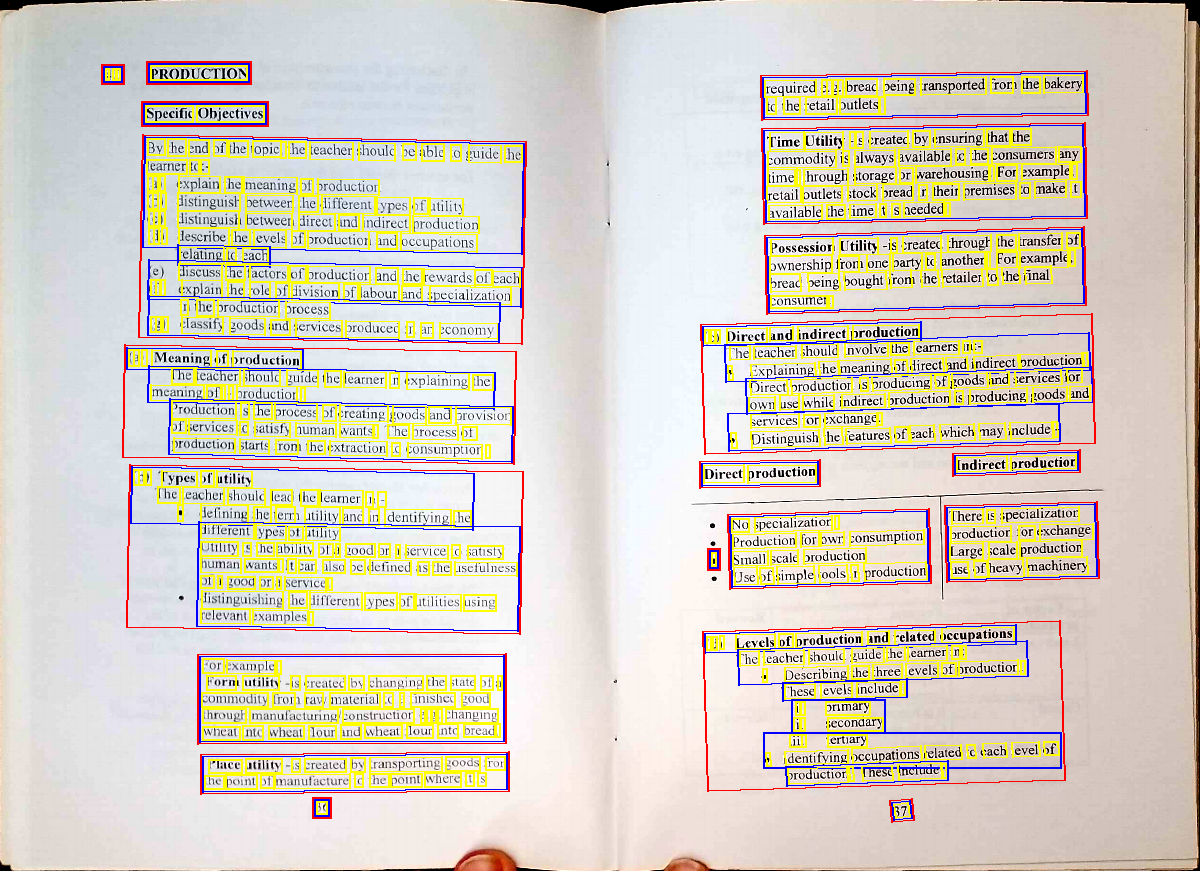 PRODUCTION
Specific Objectives
By the end of the topic, the teacher should be able to guide the
learner to:-
(a) explain the meaning of production
distinguish between the different types of utility
distinguish between direct and indirect production
(d) describe the levels of production and occupations
relating to each
(e) discuss the factors of production and the rewards of each
explain the role of division of labour and specialization
in the production process
(g) classify goods and services produced in an economy
(a) Meaning of production
The teacher should guide the learner in explaining the
meaning of production
Production is the process of creating goods and provision
of services to satisfy human wants. The process of
production starts from the extraction to consumption
Types of utility
The teacher should lead the learner in:-
• defining the term utility and in identifying the
different types of utility
Utility is the ability of a good or a service to satisfy
human wants. It can also be defined as the usefulness
of a good or a service
• distinguishing the different types of utilities using
relevant examples
For example
Form utility - is created by changing the state of a
commodity from raw material to finished good
through manufacturing/construction e.g. changing
wheat into wheat flour and wheat flour into bread
Place utility - is created by transporting goods from
the point of manufacture to the point where it is
36
required e.g. bread being transported from the bakery
to the retail outlets
Time Utility - is created by ensuring that the
commodity is always available to the consumers any
time through storage or warehousing. For example,
retail outlets stock bread in their premises to make it
available the time it is needed
Possession Utility - is created through the transfer of
ownership from one party to another. For example,
bread being bought from the retailer to the final
consumer
Direct and indirect production
The teacher should involve the learners in:-
• Explaining the meaning of direct and indirect production
Direct production is producing of goods and services for
own use while indirect production is producing goods and
services for exchange.
• Distinguish the features of each which may include
Direct production Indirect production
• No specialization
• Production for own consumption
• Small scale production
• Use of simple tools in production
There is specialization
production for exchange
Large scale production
use of heavy machinery
Levels of production and related occupations
The teacher should guide the learner in:
• Describing the three levels of production
These levels include
i. primary
ii. secondary
iii. tertiary
• Identifying occupations related to each level of
production. These include
37